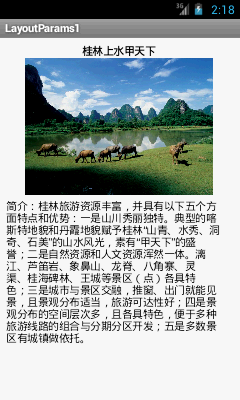 3G 2:18
LayoutParams1
桂林上水甲天下
简介：桂林旅游资源丰富，并具有以下五个方
面特点和优势：一是山川秀丽独特。典型的喀
斯特地貌和丹霞地貌赋予桂林“山青、水秀、洞
奇、石美”的山水风光，素有“甲天下”的盛
誉；二是自然资源和人文资源浑然一体。漓
江、芦笛岩、象鼻山、龙脊、八角寨、灵
渠、桂海碑林、王城等景区（点）各具特
色；三是城市与景区交融，推窗、出门就能见
景，且景观分布适当，旅游可达性好；四是景
观分布的空间层次多，且各具特色，便于多种
旅游线路的组合与分期分区开发；五是多数景
区有城镇做依托。